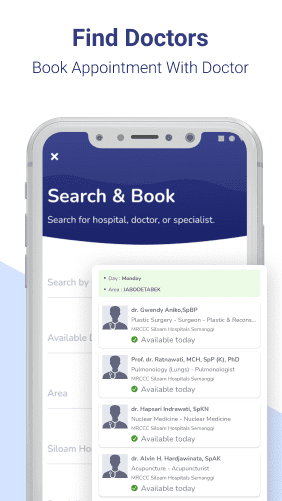 Find Doctors
Book Appointment With Doctor
Search & Book
Search for hospital, doctor, or specialist.
Search by
• Day : Monday
• Area : JABODETABEK
dr. Gwendy Aniko,SpBP
Plastic Surgery - Surgeon - Plastic & Recons...
MRCCC Siloam Hospitals Semanggi
Available today
Available D
Prof. dr. Ratnawati, MCH, SpP (K), PhD
Pulmonology (Lungs) - Pulmonologist
MRCCC Siloam Hospitals Semanggi
Available today
Area
dr. Hapsari Indrawati, SpKN
Nuclear Medicine - Nuclear Medicine
MRCCC Siloam Hospitals Semanggi
Available today
Siloam Ho
dr. Alvin H. Hardjawinata, SpAK
Acupuncture - Acupuncturist
MRCCC Siloam Hospitals Semanggi
Available today